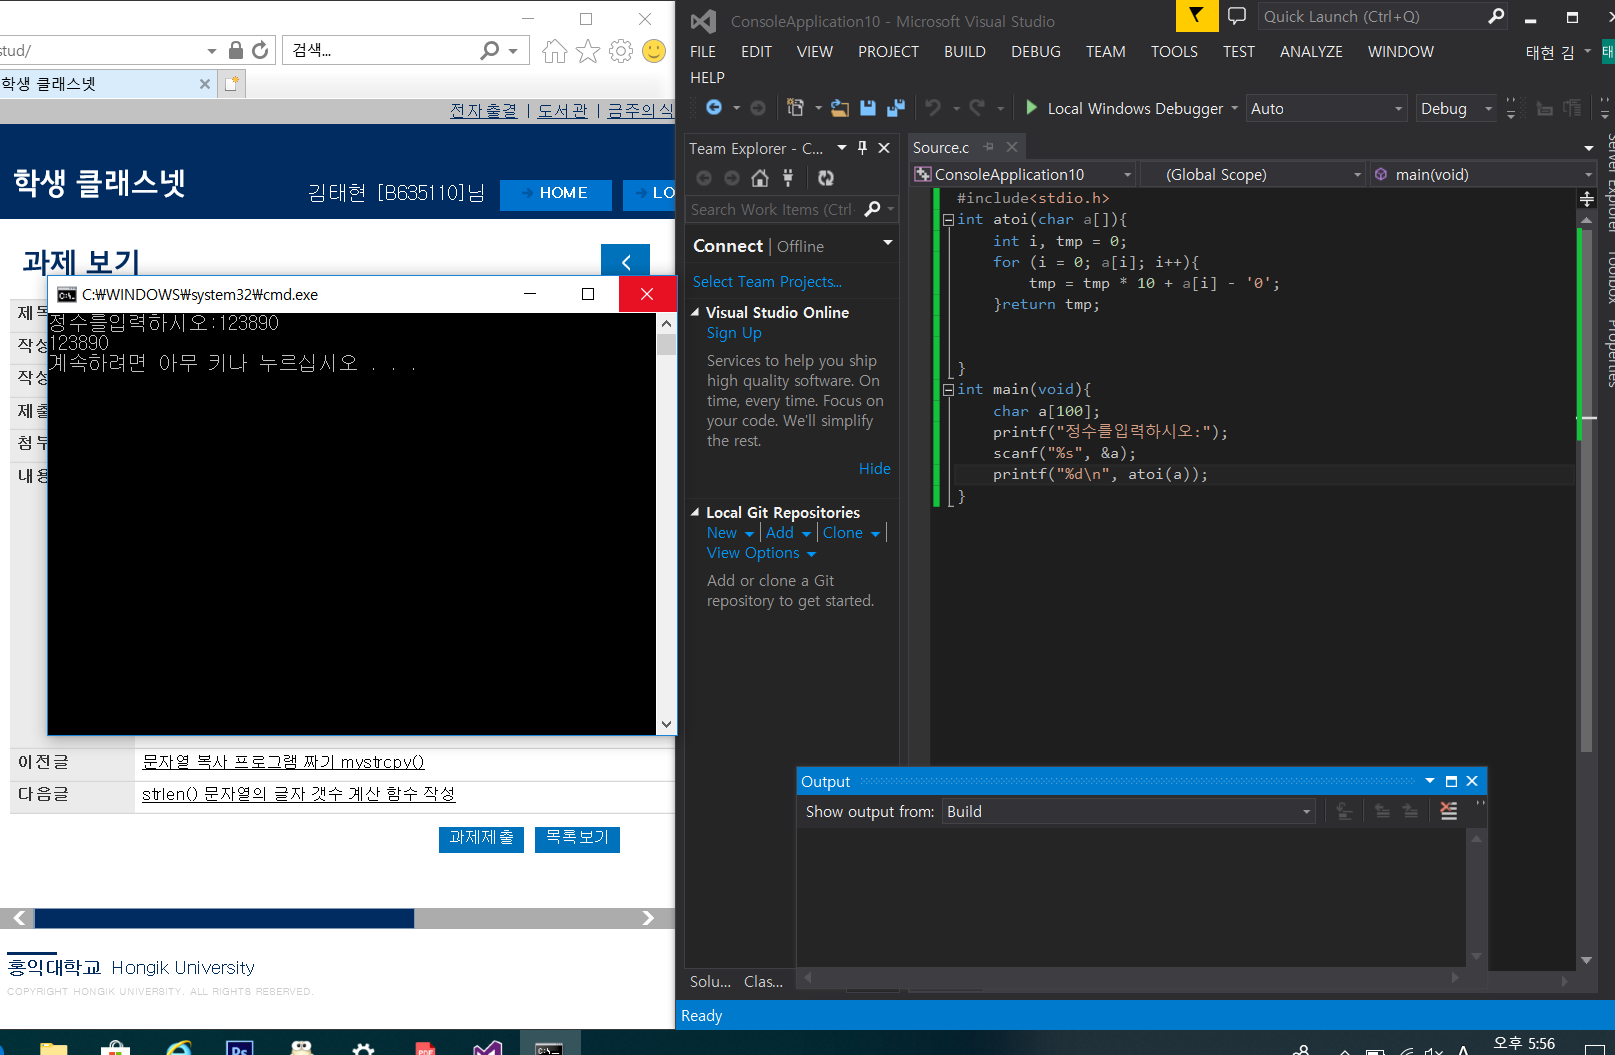 stud/
검색...
학생 클래스넷
전자출결 | 도서관 | 금주의식
학생 클래스넷
김태현 [B635110]님
HOME
LO
과제 보기
제목
작성
작성
제출
첨부
내용
C:₩WINDOWS₩system32₩cmd.exe
정수를입력하시오:123890
123890
계속하려면 아무 키나 누르십시오 . . .
이전글
문자열 복사 프로그램 짜기 mystrcpy()
다음글
strlen() 문자열의 글자 갯수 계산 함수 작성
과제제출
목록보기
홍익대학교 Hongik University
COPYRIGHT HONGIK UNIVERSITY. ALL RIGHTS RESERVED.
ConsoleApplication10 - Microsoft Visual Studio
Quick Launch (Ctrl+Q)
FILE EDIT VIEW PROJECT BUILD DEBUG TEAM TOOLS TEST ANALYZE WINDOW
태현 김
태
HELP
Local Windows Debugger
Auto
Debug
Team Explorer - C...
Search Work Items (Ctrl
Connect | Offline
Select Team Projects...
Visual Studio Online
Sign Up
Services to help you ship
high quality software. On
time, every time. Focus on
your code. We'll simplify
the rest.
Hide
Local Git Repositories
New Add Clone
View Options
Add or clone a Git
repository to get started.
Solu... Clas...
Source.c
ConsoleApplication10
(Global Scope)
main(void)
#include<stdio.h>
int atoi(char a[]){
int i, tmp = 0;
for (i = 0; a[i]; i++){
tmp = tmp * 10 + a[i] - '0';
}return tmp;
}
int main(void){
char a[100];
printf("정수를입력하시오:");
scanf("%s", &a);
printf("%d\n", atoi(a));
}
Server Explorer
Toolbox
Properties
Output
Show output from:
Build
Ready
Ps
PDF
A
오후 5:56